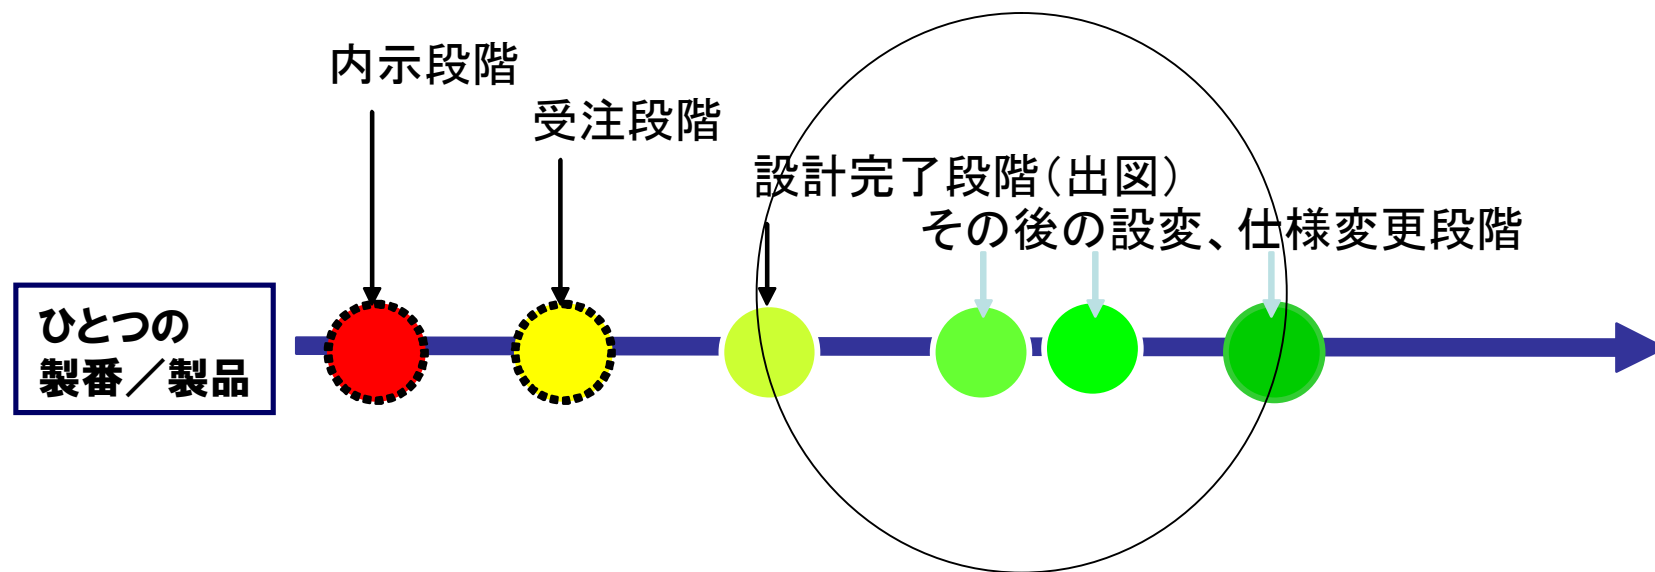 内示段階
受注段階
設計完了段階（出図）
その後の設変、仕様変更段階
ひとつの
製番／製品